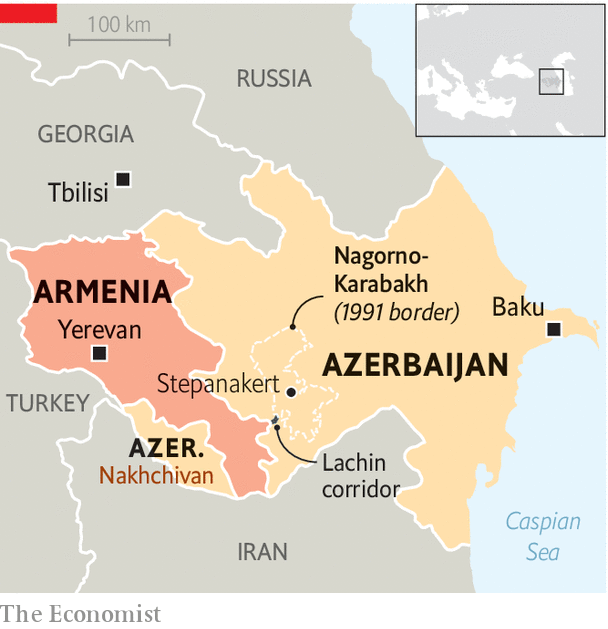 100 km
RUSSIA
GEORGIA
Tbilisi
Nagorno-
Karabakh
(1991 border)
ARMENIA
Baku
Yerevan
AZERBAIJAN
Stepanakert
TURKEY
AZER.
Nakhchivan
Lachin
corridor
Caspian
Sea
IRAN
The Economist